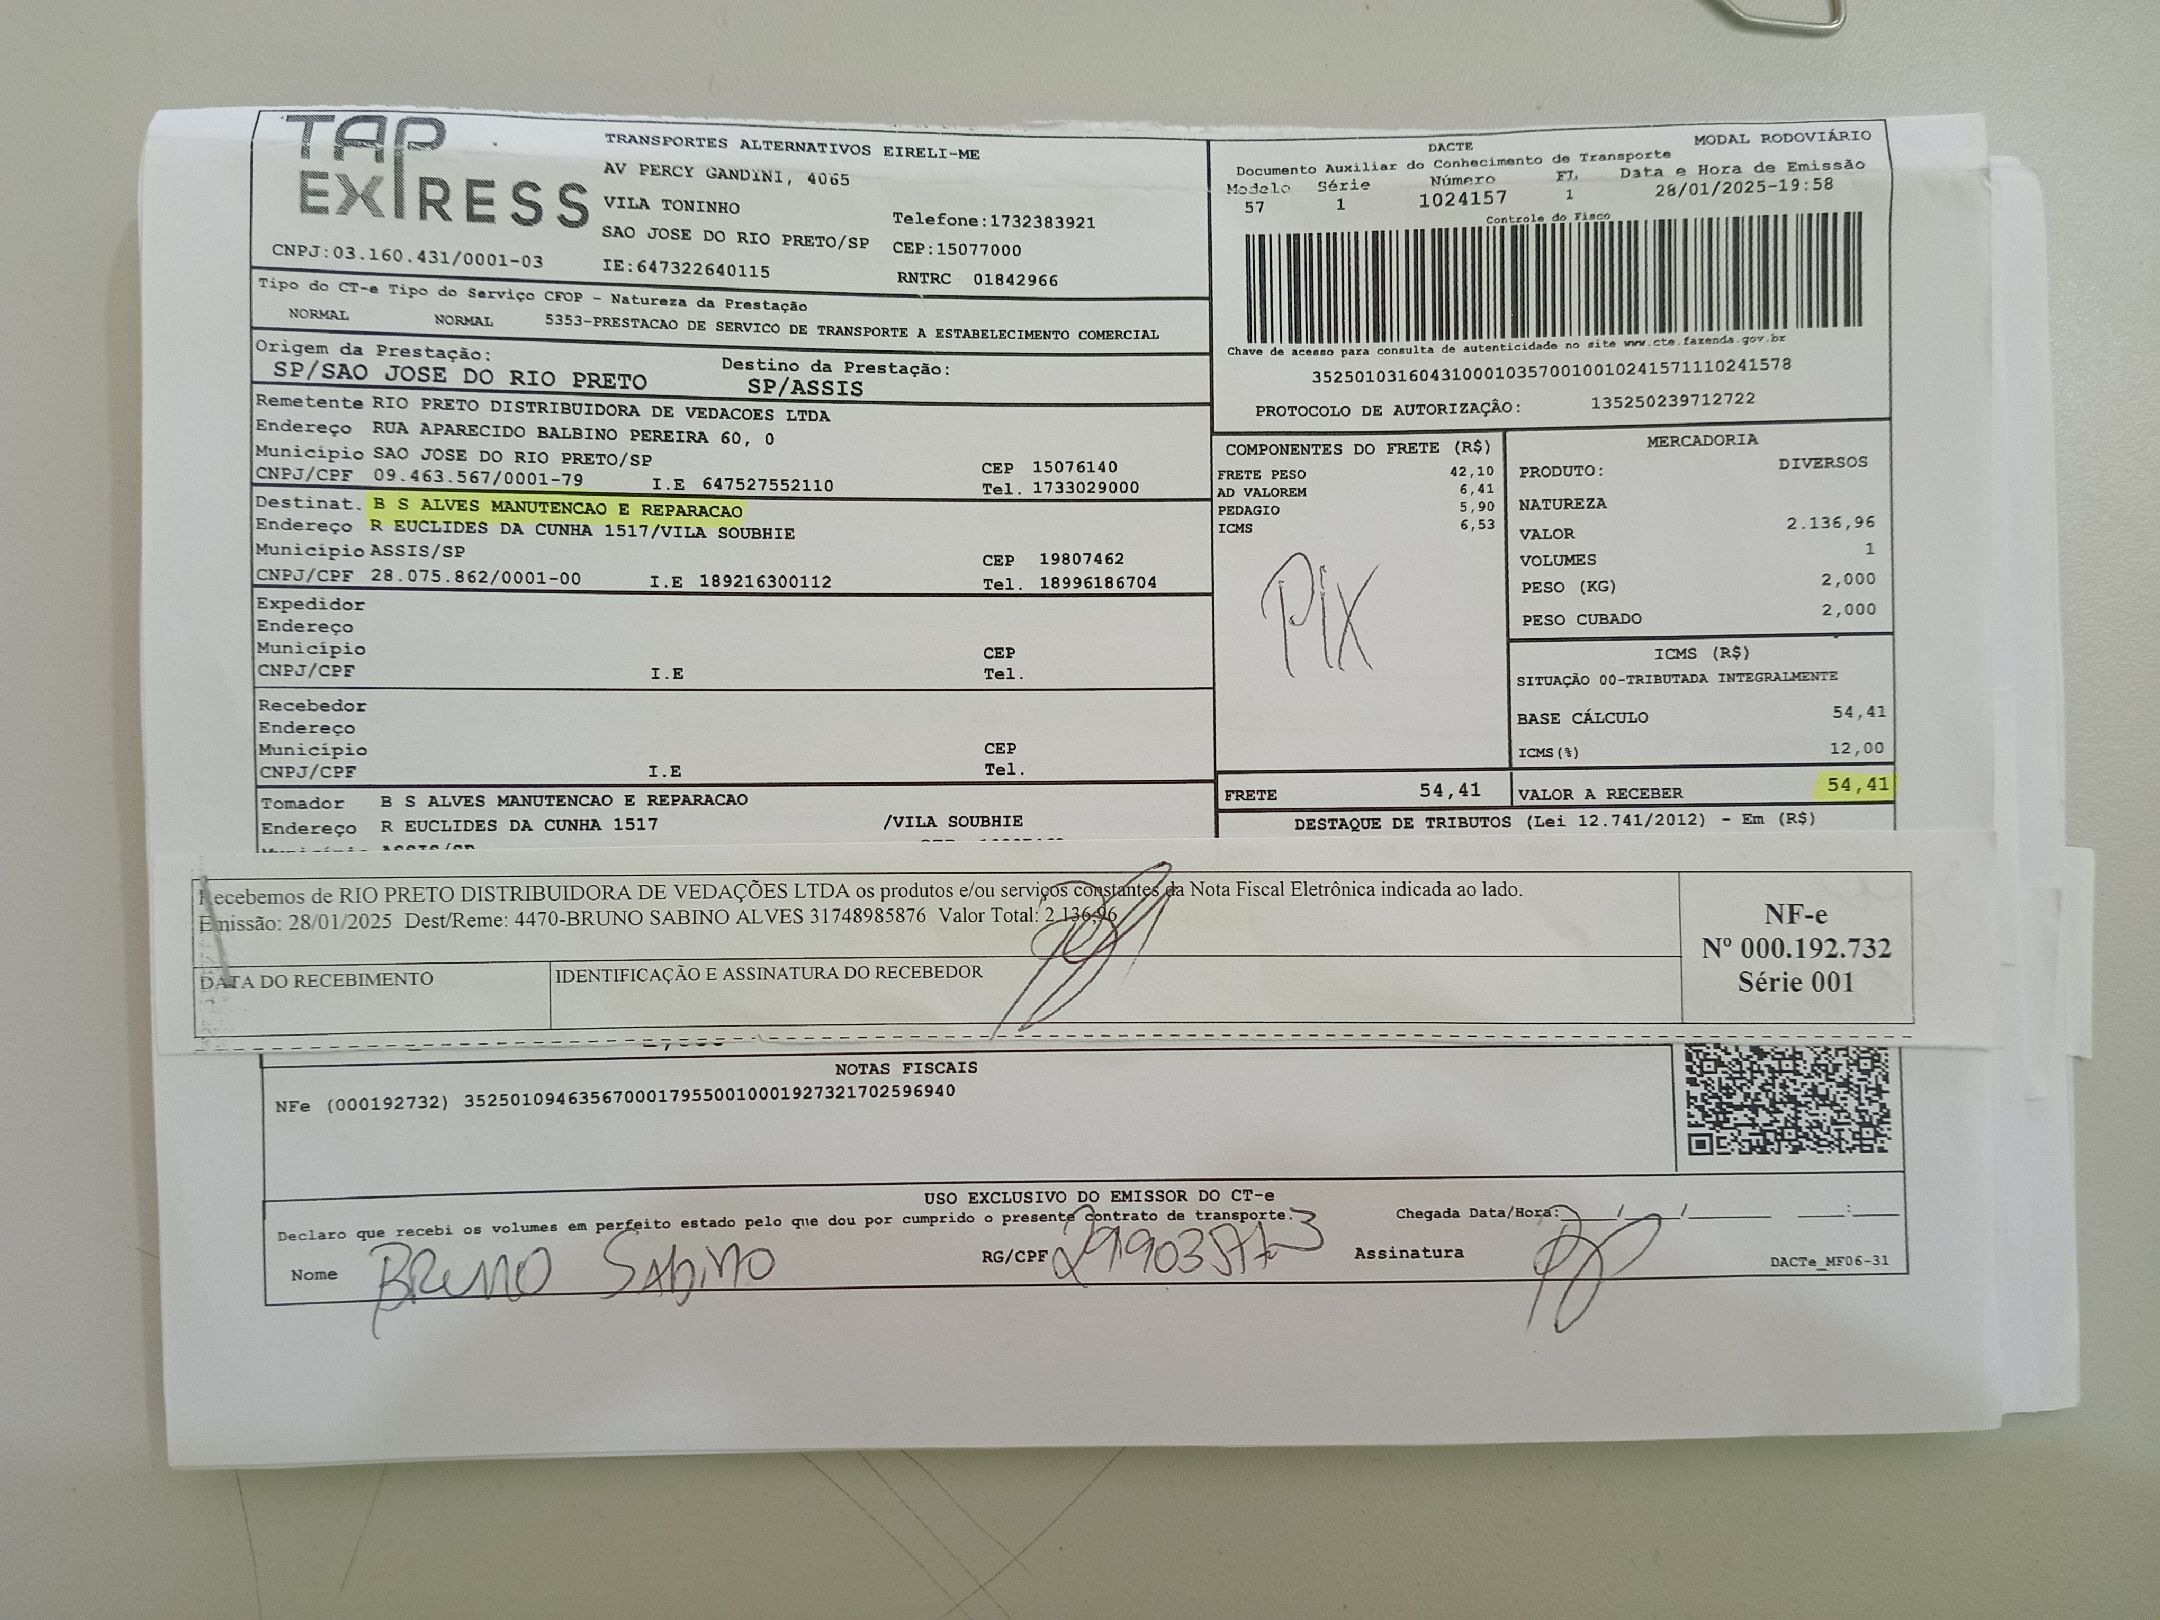 TAP EXPRESS
TRANSPORTES ALTERNATIVOS EIRELI-ME
AV PERCY GANDINI, 4065
VILA TONINHO
SAO JOSE DO RIO PRETO/SP
IE:647322640115
Telefone:1732383921
CEP:15077000
RNTRC 01842966
CNPJ:03.160.431/0001-03
DACTE
MODAL RODOVIÁRIO
Documento Auxiliar do Conhecimento de Transporte
Modelo Série Número FL Data e Hora de Emissão
57 1 1024157 1 28/01/2025-19:58
Controle do Fisco
Chave de acesso para consulta de autenticidade no site www.cte.fazenda.gov.br
35250103160431000103570010010241571110241578
PROTOCOLO DE AUTORIZAÇÂO: 135250239712722
Tipo do CT-e Tipo do Serviço CFOP - Natureza da Prestação
NORMAL NORMAL 5353-PRESTACAO DE SERVICO DE TRANSPORTE A ESTABELECIMENTO COMERCIAL
Origem da Prestação: Destino da Prestação:
SP/SAO JOSE DO RIO PRETO SP/ASSIS
Remetente RIO PRETO DISTRIBUIDORA DE VEDACOES LTDA
Endereço RUA APARECIDO BALBINO PEREIRA 60, 0
Município SAO JOSE DO RIO PRETO/SP CEP 15076140
CNPJ/CPF 09.463.567/0001-79 I.E 647527552110 Tel. 1733029000
Destinat. B S ALVES MANUTENCAO E REPARACAO
Endereço R EUCLIDES DA CUNHA 1517/VILA SOUBHIE
Município ASSIS/SP CEP 19807462
CNPJ/CPF 28.075.862/0001-00 I.E 189216300112 Tel. 18996186704
Expedidor
Endereço
Município CEP
CNPJ/CPF I.E Tel.
Recebedor
Endereço
Município CEP
CNPJ/CPF I.E Tel.
Tomador B S ALVES MANUTENCAO E REPARACAO
Endereço R EUCLIDES DA CUNHA 1517 /VILA SOUBHIE
COMPONENTES DO FRETE (R$)
FRETE PESO 42,10
AD VALOREM 6,41
PEDAGIO 5,90
ICMS 6,53
PIX
MERCADORIA
PRODUTO: DIVERSOS
NATUREZA
VALOR 2.136,96
VOLUMES 1
PESO (KG) 2,000
PESO CUBADO 2,000
ICMS (R$)
SITUAÇÃO 00-TRIBUTADA INTEGRALMENTE
BASE CÁLCULO 54,41
ICMS(%) 12,00
FRETE 54,41 VALOR A RECEBER 54,41
DESTAQUE DE TRIBUTOS (Lei 12.741/2012) - Em (R$)
Recebemos de RIO PRETO DISTRIBUIDORA DE VEDAÇÕES LTDA os produtos e/ou serviços constantes da Nota Fiscal Eletrônica indicada ao lado.
Emissão: 28/01/2025 Dest/Reme: 4470-BRUNO SABINO ALVES 31748985876 Valor Total: 2.136,96
DATA DO RECEBIMENTO IDENTIFICAÇÃO E ASSINATURA DO RECEBEDOR
NF-e
Nº 000.192.732
Série 001
NOTAS FISCAIS
NFe (000192732) 35250109463567000179550010001927321702596940
USO EXCLUSIVO DO EMISSOR DO CT-e
Declaro que recebi os volumes em perfeito estado pelo que dou por cumprido o presente contrato de transporte. Chegada Data/Hora: / / :
Nome BRUNO SABINO RG/CPF Assinatura DACTe_MF06-31